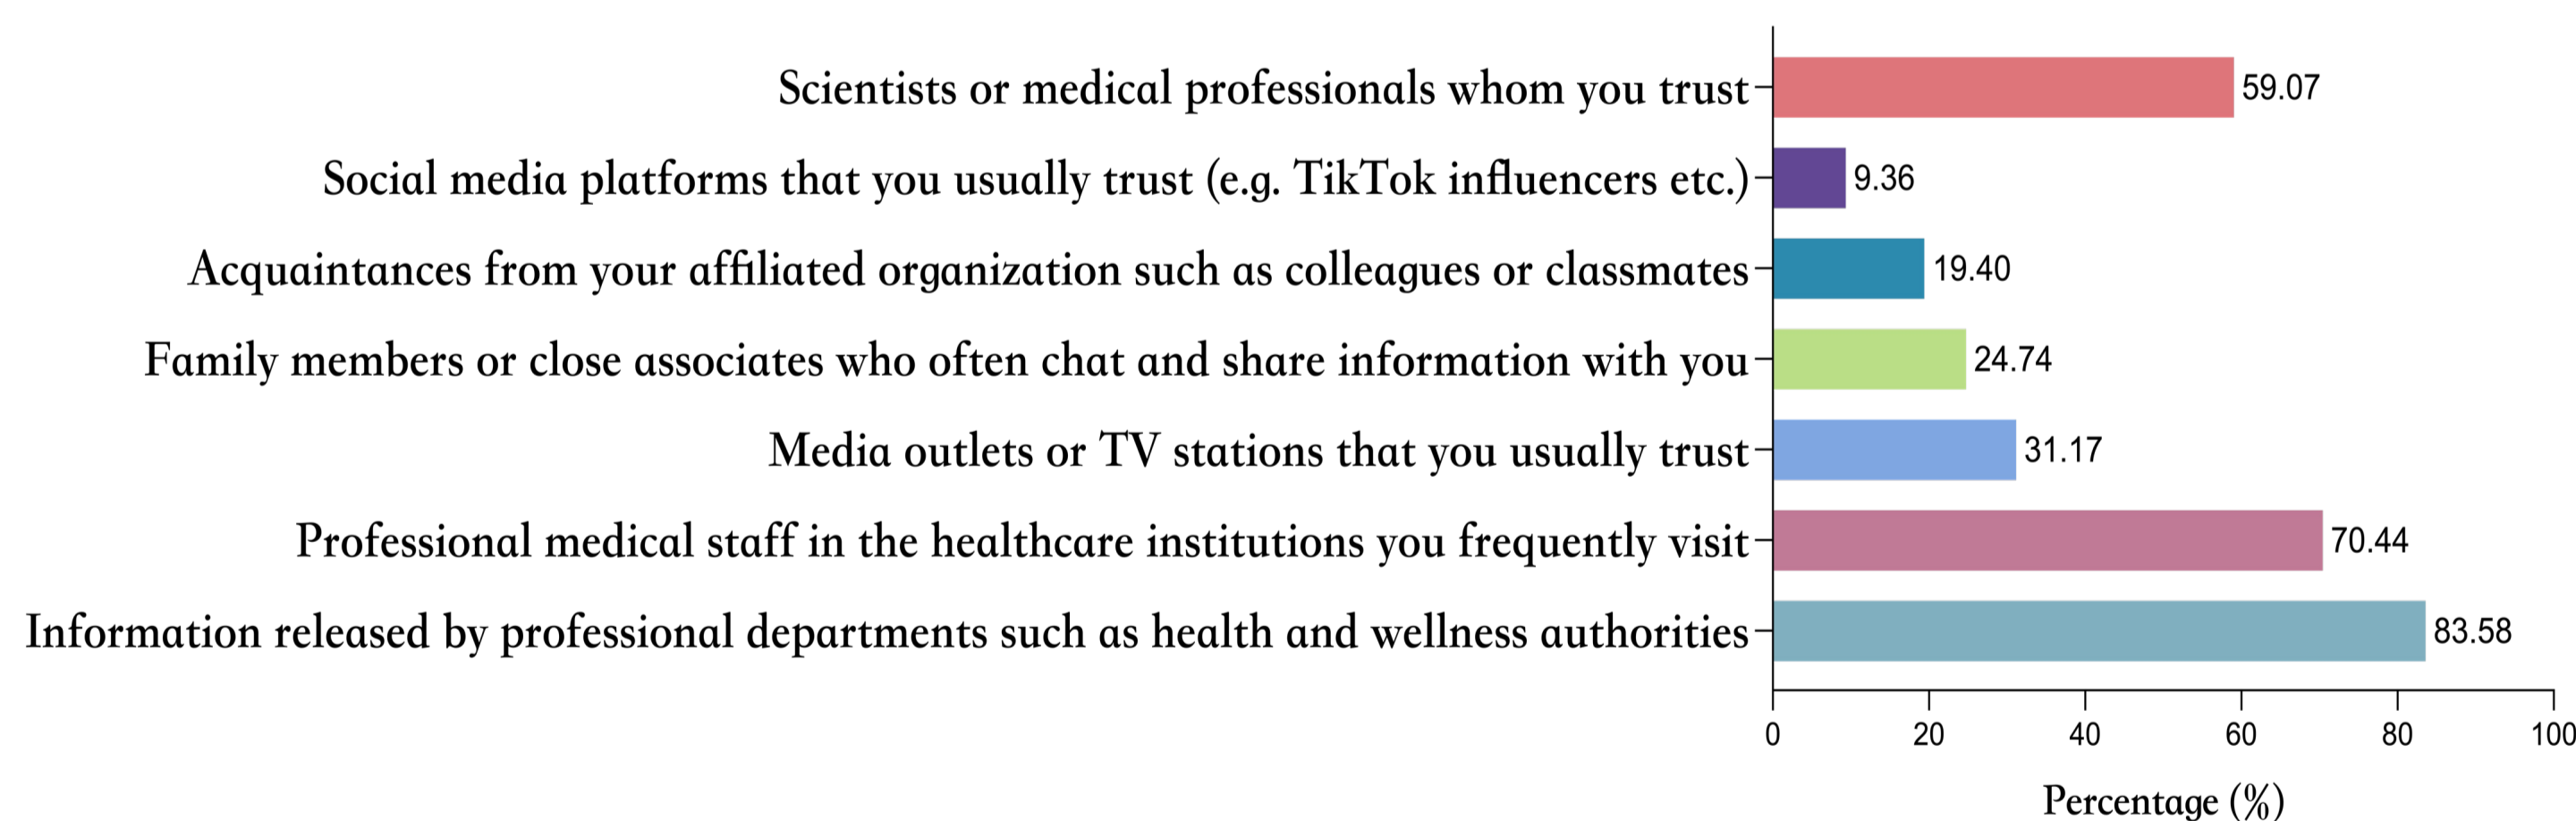 Scientists or medical professionals whom you trust 59.07
Social media platforms that you usually trust (e.g. TikTok influencers etc.) 9.36
Acquaintances from your affiliated organization such as colleagues or classmates 19.40
Family members or close associates who often chat and share information with you 24.74
Media outlets or TV stations that you usually trust 31.17
Professional medical staff in the healthcare institutions you frequently visit 70.44
Information released by professional departments such as health and wellness authorities 83.58
0 20 40 60 80 100
Percentage (%)